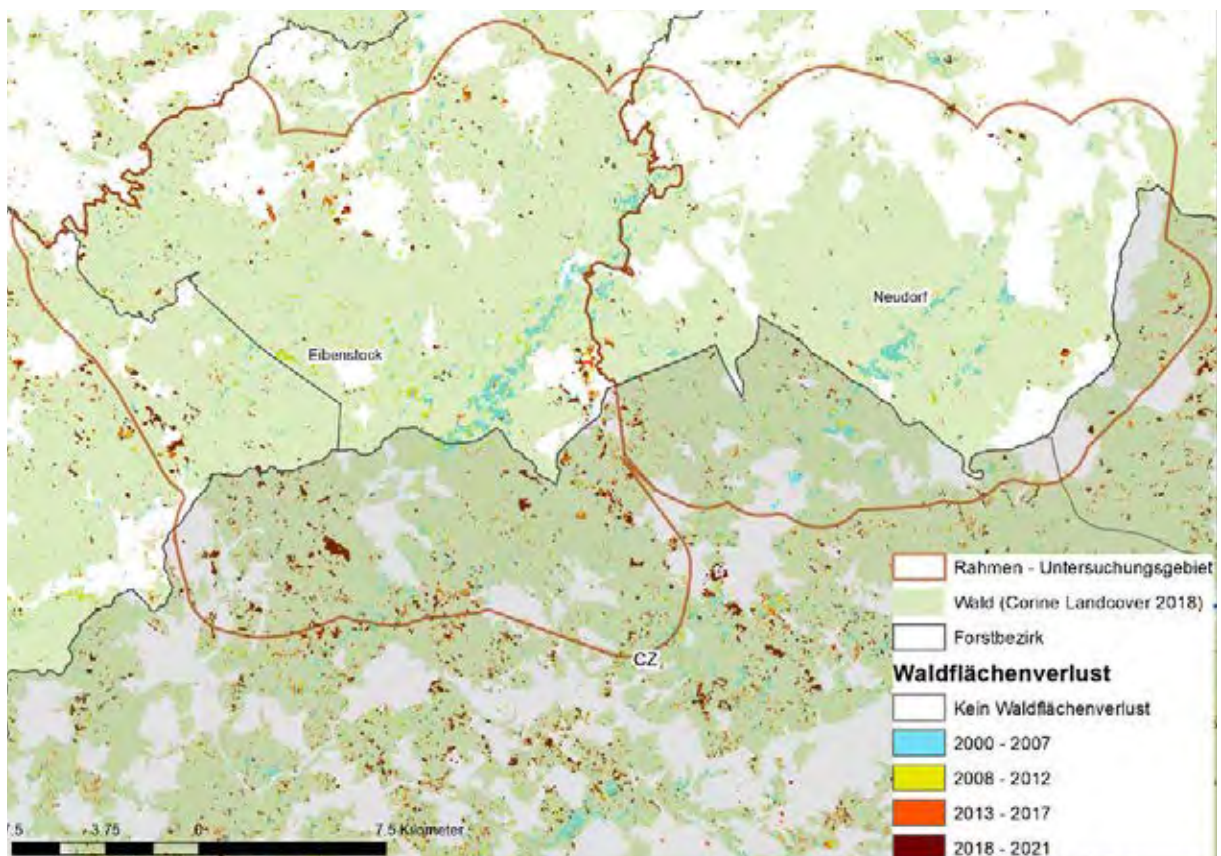 Neudorf
Eibenstock
CZ
Rahmen - Untersuchungsgebiet
Wald (Corine Landcover 2018)
Forstbezirk
Waldflächenverlust
Kein Waldflächenverlust
2000 - 2007
2008 - 2012
2013 - 2017
2018 - 2021
7.5 3.75 0 7.5 Kilometer